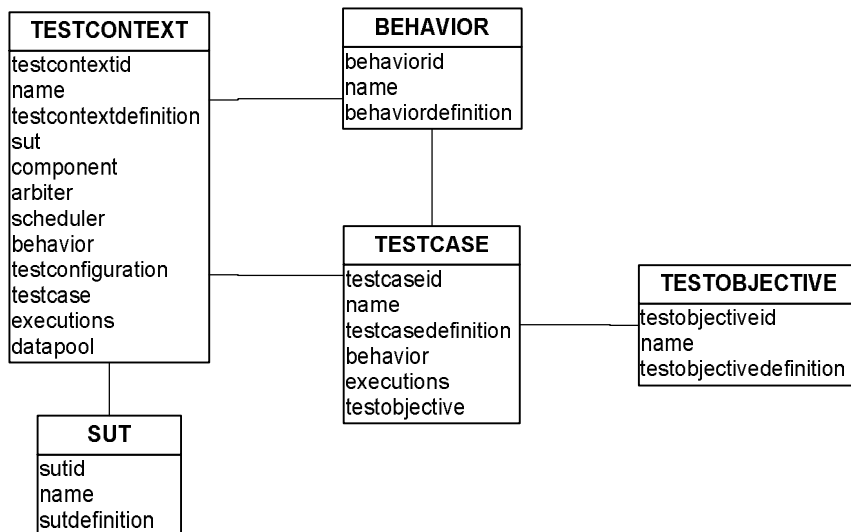 TESTCONTEXT
testcontextid
name
testcontextdefinition
sut
component
arbiter
scheduler
behavior
testconfiguration
testcase
executions
datapool
BEHAVIOR
behaviorid
name
behaviordefinition
TESTCASE
testcaseid
name
testcasedefinition
behavior
executions
testobjective
TESTOBJECTIVE
testobjectiveid
name
testobjectivedefinition
SUT
sutid
name
sutdefinition